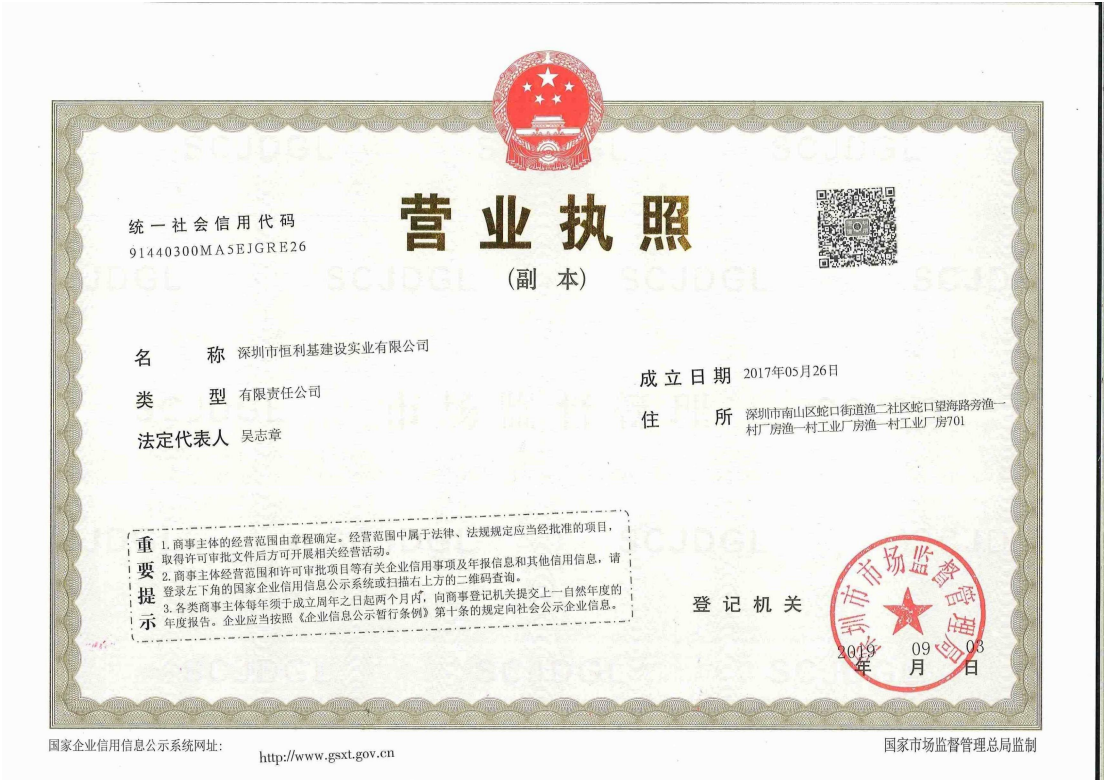 营业执照
(副 本)
统一社会信用代码
91440300MA5EJGRE26
名 称 深圳市恒利基建设实业有限公司
类 型 有限责任公司
法定代表人 吴志章
成立日期 2017年05月26日
住 所 深圳市南山区蛇口街道渔二社区蛇口望海路旁渔一
村厂房渔一村工业厂房渔一村工业厂房701
重要提示
1.商事主体的经营范围由章程确定。经营范围中属于法律、法规规定应当经批准的项目，
取得许可审批文件后方可开展相关经营活动。
2.商事主体经营范围和许可审批项目等有关企业信用事项及年报信息和其他信用信息，请
登录左下角的国家企业信用信息公示系统或扫描右上方的二维码查询。
3.各类商事主体每年须于成立周年之日起两个月内，向商事登记机关提交上一自然年度的
年度报告。企业应当按照《企业信息公示暂行条例》第十条的规定向社会公示企业信息。
登记机关
深圳市市场监督管理局
2019年09月03日
国家企业信用信息公示系统网址：
http://www.gsxt.gov.cn
国家市场监督管理总局监制
SCJDGL